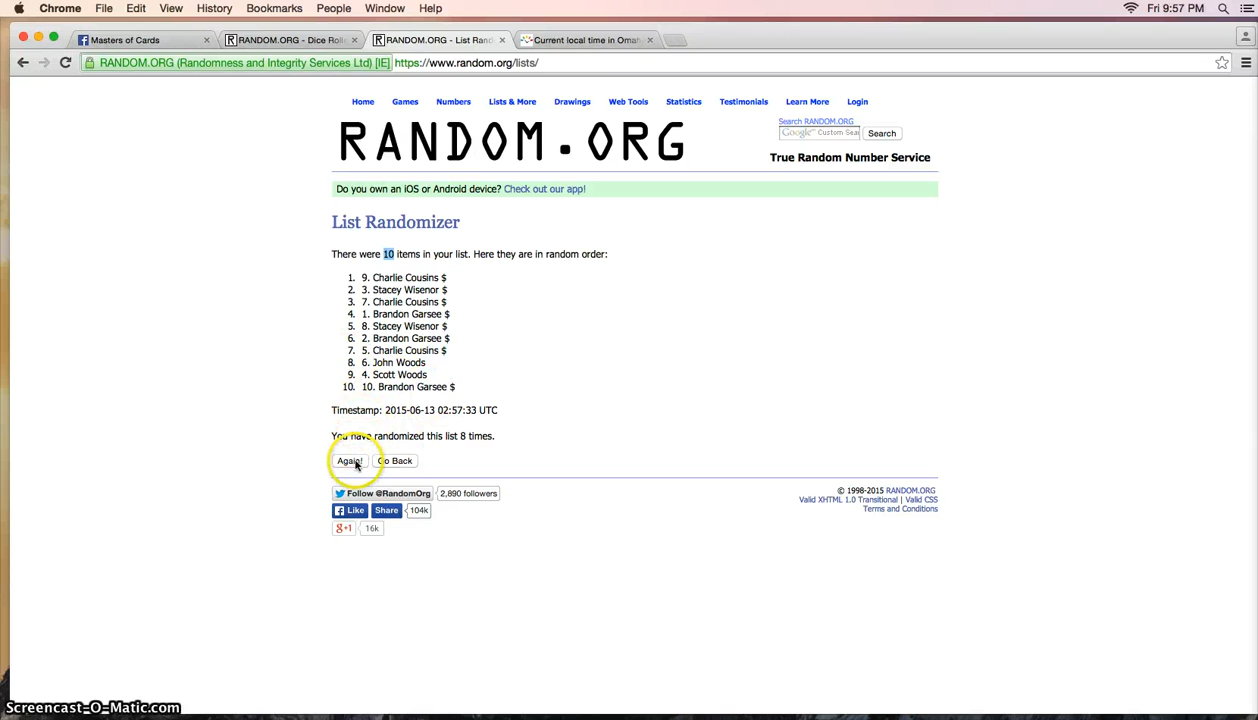 Chrome File Edit View History Bookmarks People Window Help Fri 9:57 PM
Masters of Cards RANDOM.ORG - Dice Rolle RANDOM.ORG - List Rando Current local time in Omah
RANDOM.ORG (Randomness and Integrity Services Ltd) [IE] https://www.random.org/lists/
Home Games Numbers Lists & More Drawings Web Tools Statistics Testimonials Learn More Login
Search RANDOM.ORG
Google™ Custom Sear Search
RANDOM.ORG
True Random Number Service
Do you own an iOS or Android device? Check out our app!
List Randomizer
There were 10 items in your list. Here they are in random order:
1. 9. Charlie Cousins $
2. 3. Stacey Wisenor $
3. 7. Charlie Cousins $
4. 1. Brandon Garsee $
5. 8. Stacey Wisenor $
6. 2. Brandon Garsee $
7. 5. Charlie Cousins $
8. 6. John Woods
9. 4. Scott Woods
10. 10. Brandon Garsee $
Timestamp: 2015-06-13 02:57:33 UTC
You have randomized this list 8 times.
Again! Go Back
Follow @RandomOrg 2,890 followers
© 1998-2015 RANDOM.ORG
Valid XHTML 1.0 Transitional | Valid CSS
Terms and Conditions
Like Share 104k
g+1 16k
Screencast-O-Matic.com